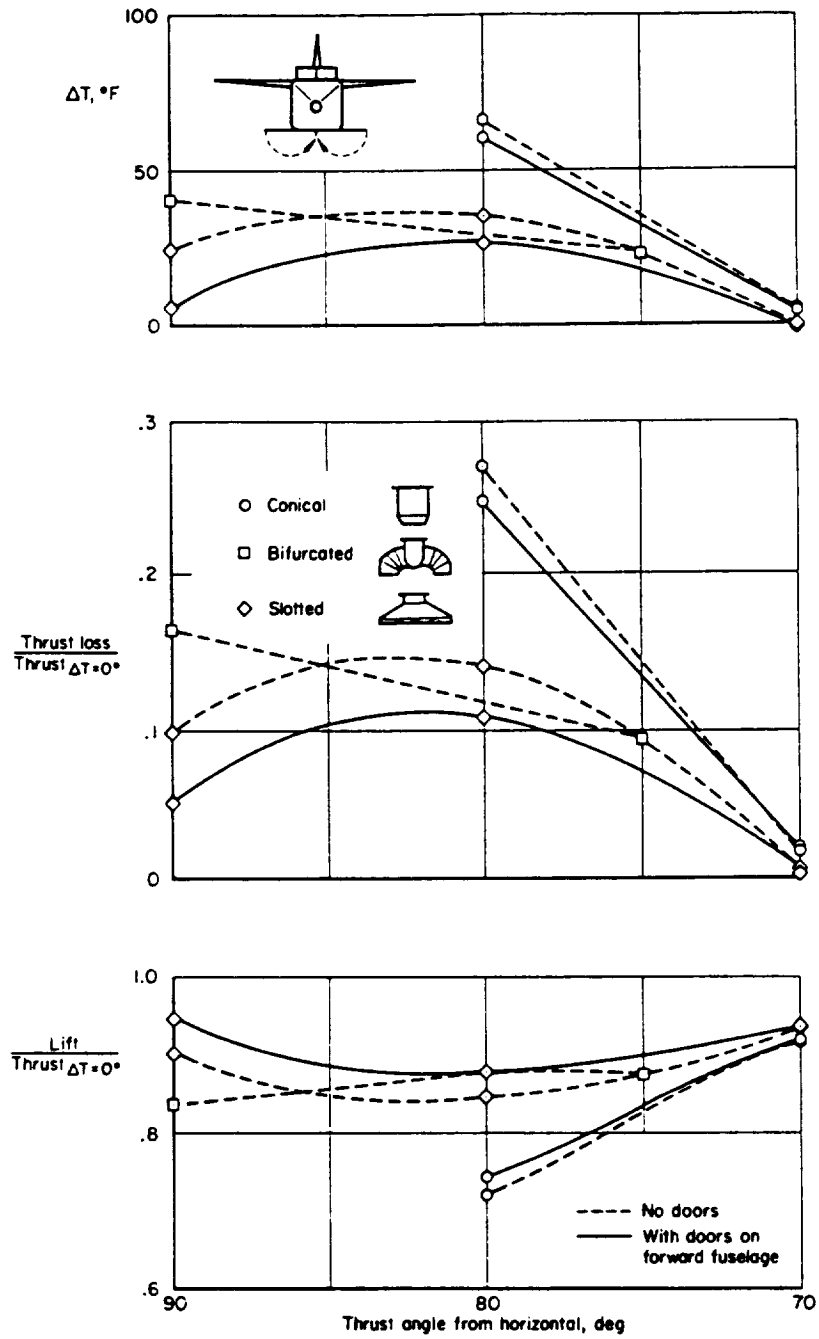 100
ΔT, °F
50
0
.3
Conical
Bifurcated
.2
Slotted
Thrust loss
Thrust ΔT=0°
.1
0
1.0
Lift
Thrust ΔT=0°
.8
No doors
With doors on
forward fuselage
.6
90 80 70
Thrust angle from horizontal, deg